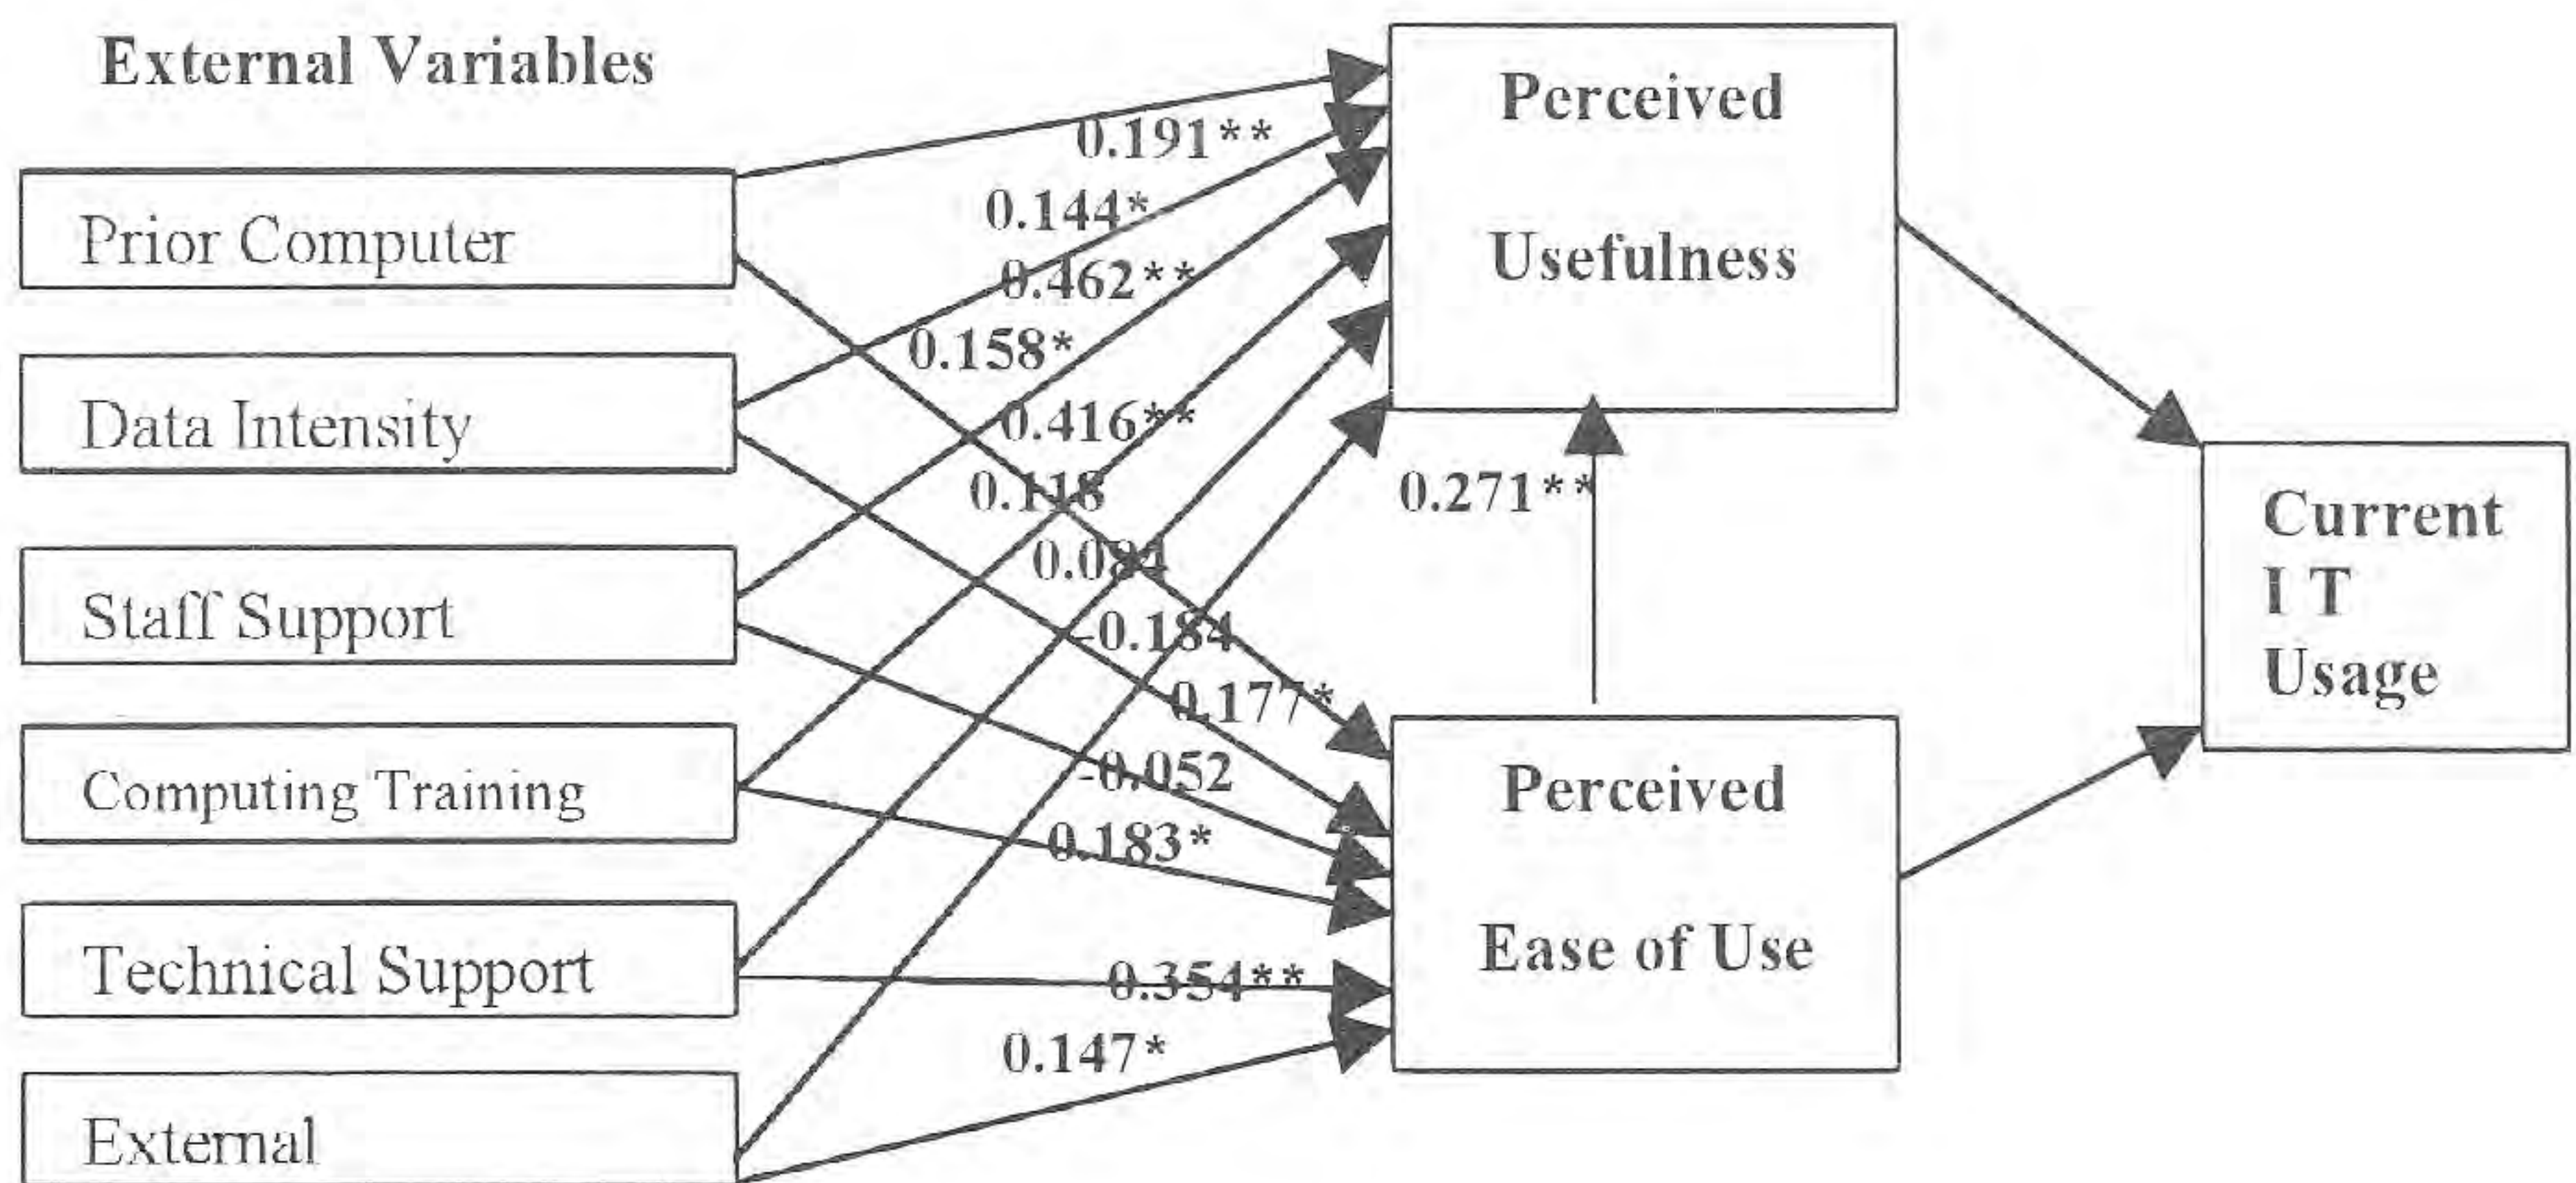 External Variables
Prior Computer
Data Intensity
Staff Support
Computing Training
Technical Support
External
0.191**
0.144*
0.462**
0.158*
0.416**
0.118
0.084
-0.184
0.177*
-0.052
0.183*
0.354**
0.147*
Perceived
Usefulness
0.271**
Perceived
Ease of Use
Current
I T
Usage